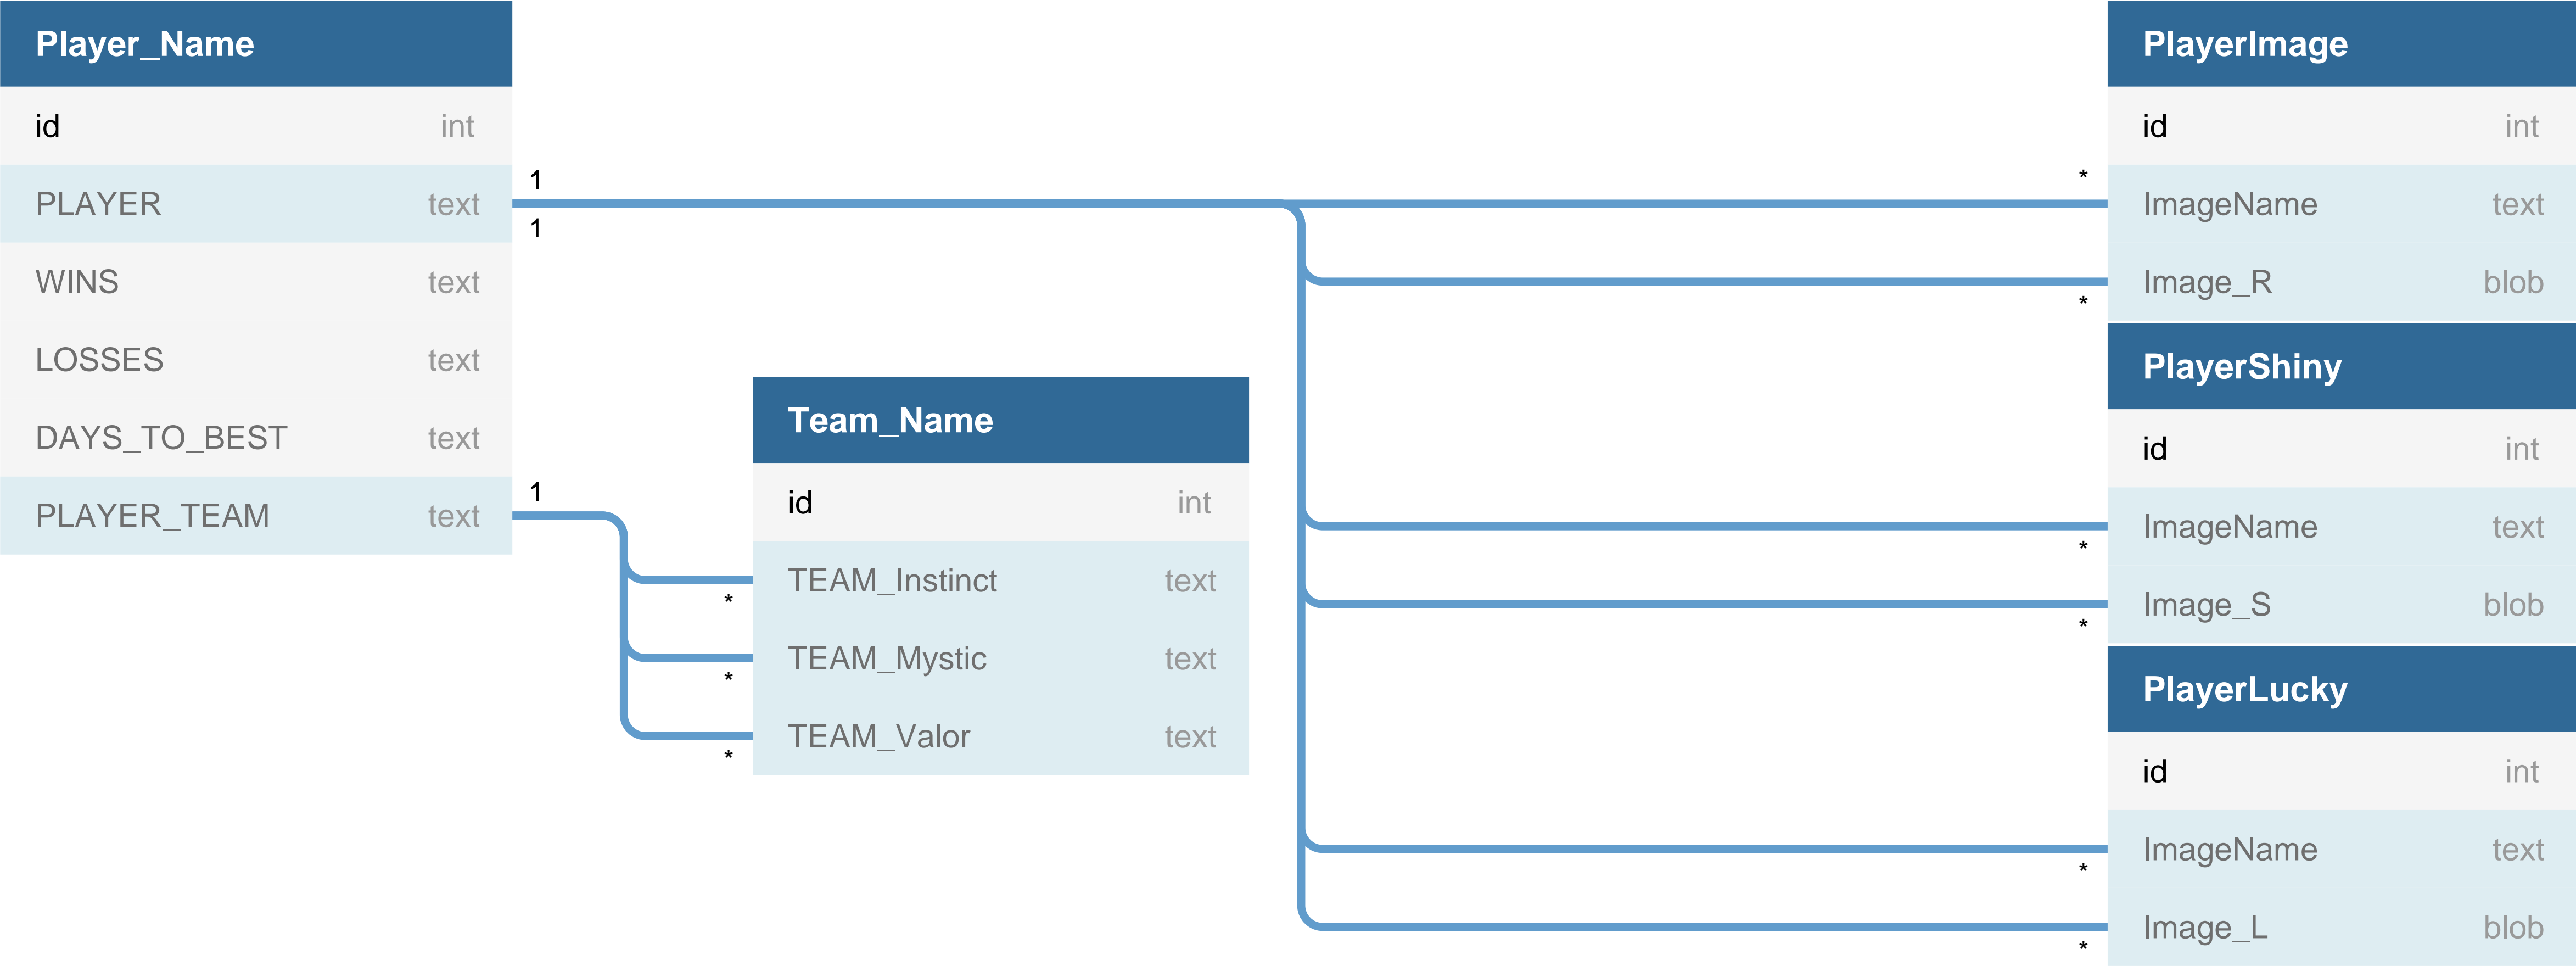 Player_Name
id int
PLAYER text
WINS text
LOSSES text
DAYS_TO_BEST text
PLAYER_TEAM text
1
1
1
Team_Name
id int
TEAM_Instinct text
TEAM_Mystic text
TEAM_Valor text
*
*
*
PlayerImage
id int
ImageName text
Image_R blob
*
*
PlayerShiny
id int
ImageName text
Image_S blob
*
*
PlayerLucky
id int
ImageName text
Image_L blob
*
*